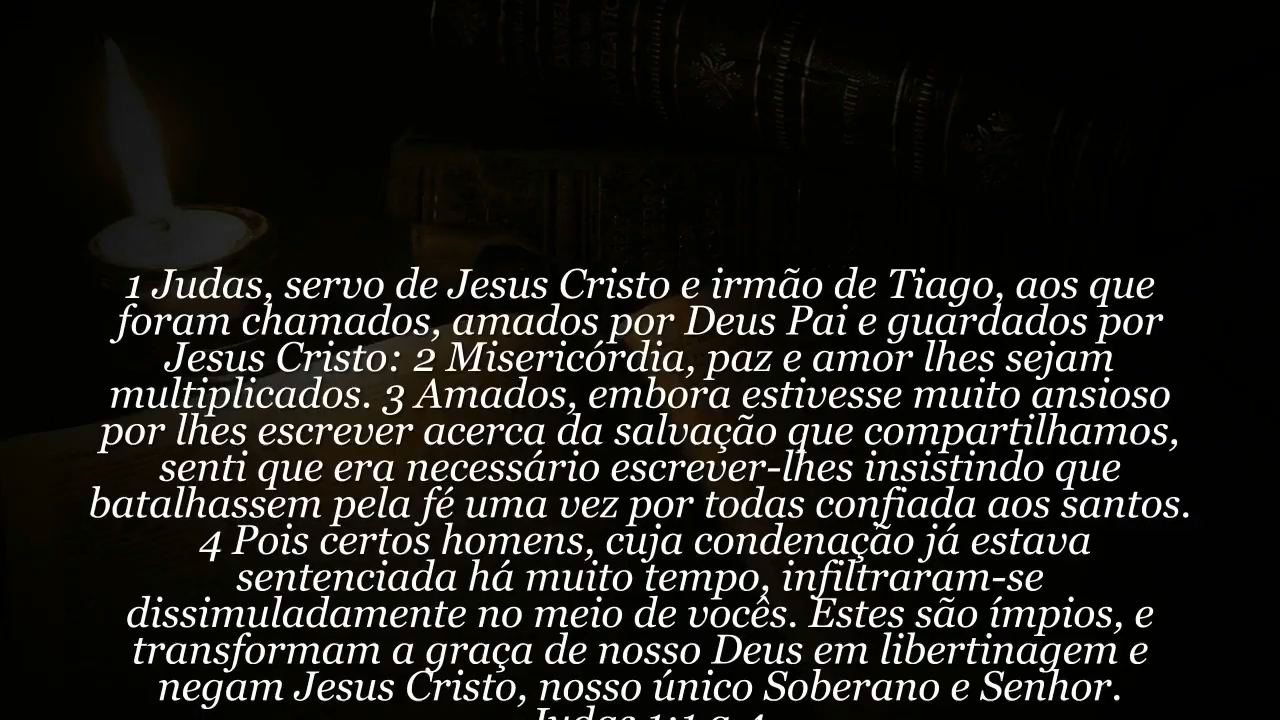 1 Judas, servo de Jesus Cristo e irmão de Tiago, aos que
foram chamados, amados por Deus Pai e guardados por
Jesus Cristo: 2 Misericórdia, paz e amor lhes sejam
multiplicados. 3 Amados, embora estivesse muito ansioso
por lhes escrever acerca da salvação que compartilhamos,
senti que era necessário escrever-lhes insistindo que
batalhassem pela fé uma vez por todas confiada aos santos.
4 Pois certos homens, cuja condenação já estava
sentenciada há muito tempo, infiltraram-se
dissimuladamente no meio de vocês. Estes são ímpios, e
transformam a graça de nosso Deus em libertinagem e
negam Jesus Cristo, nosso único Soberano e Senhor.
Judas 1:1 a 4